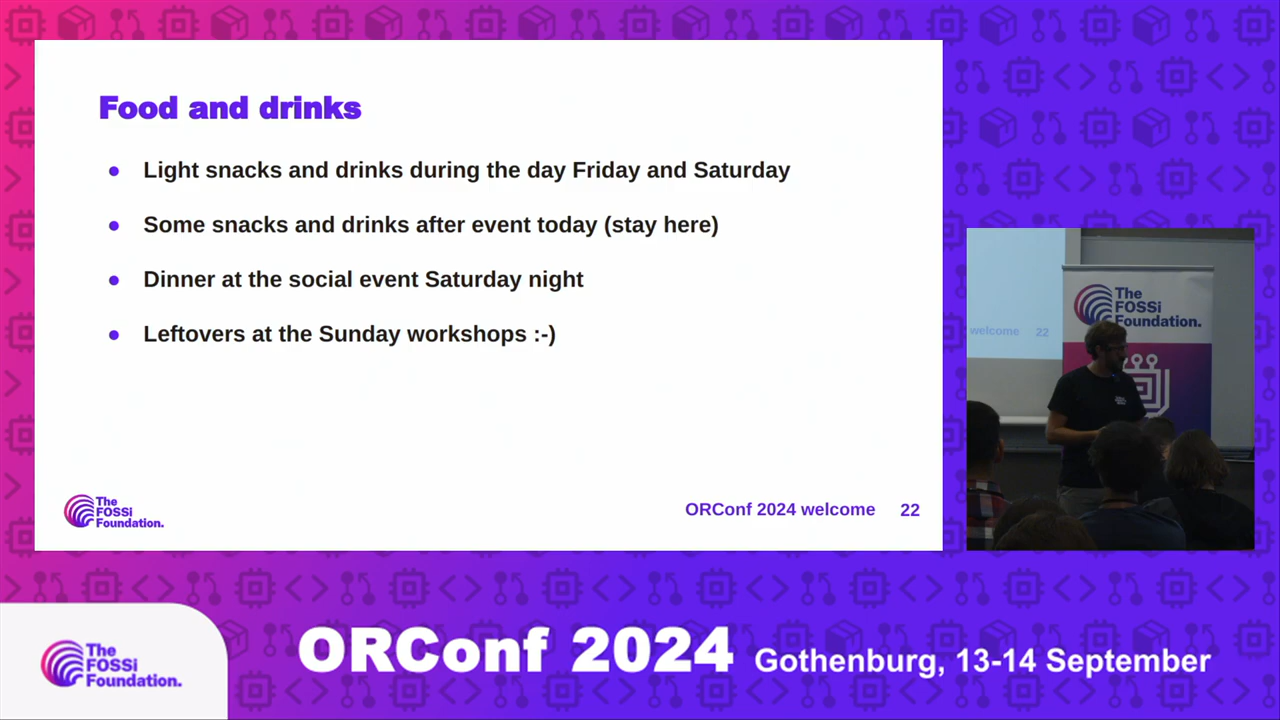 Food and drinks
● Light snacks and drinks during the day Friday and Saturday
● Some snacks and drinks after event today (stay here)
● Dinner at the social event Saturday night
● Leftovers at the Sunday workshops :-)
The
FOSSi
Foundation.
ORConf 2024 welcome 22
welcome 22
The
FOSSi
Foundation.
The
FOSSi
Foundation.
ORConf 2024 Gothenburg, 13-14 September